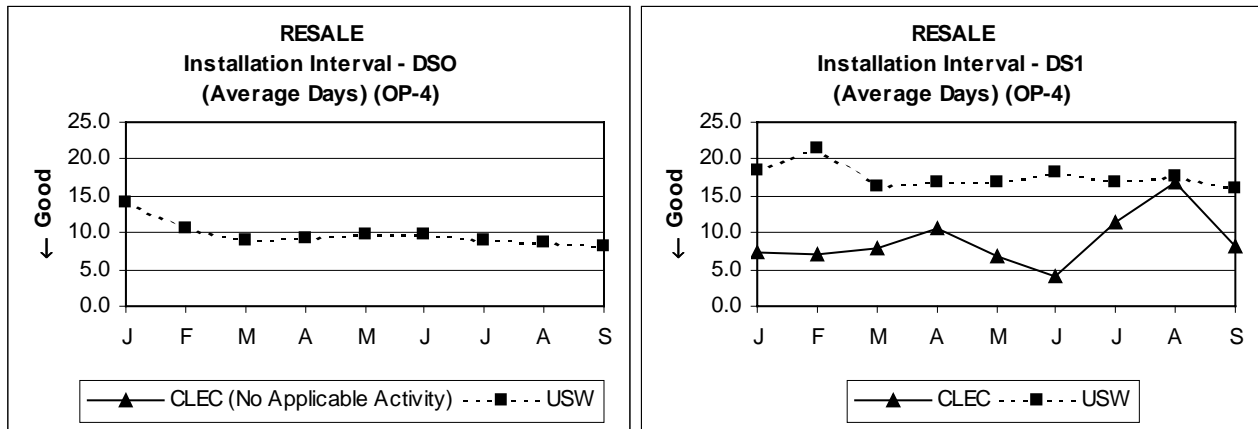 RESALE
Installation Interval - DSO
(Average Days) (OP-4)
25.0
20.0
15.0
10.0
5.0
0.0
← Good
J F M A M J J A S
CLEC (No Applicable Activity) USW
RESALE
Installation Interval - DS1
(Average Days) (OP-4)
25.0
20.0
15.0
10.0
5.0
0.0
← Good
J F M A M J J A S
CLEC USW